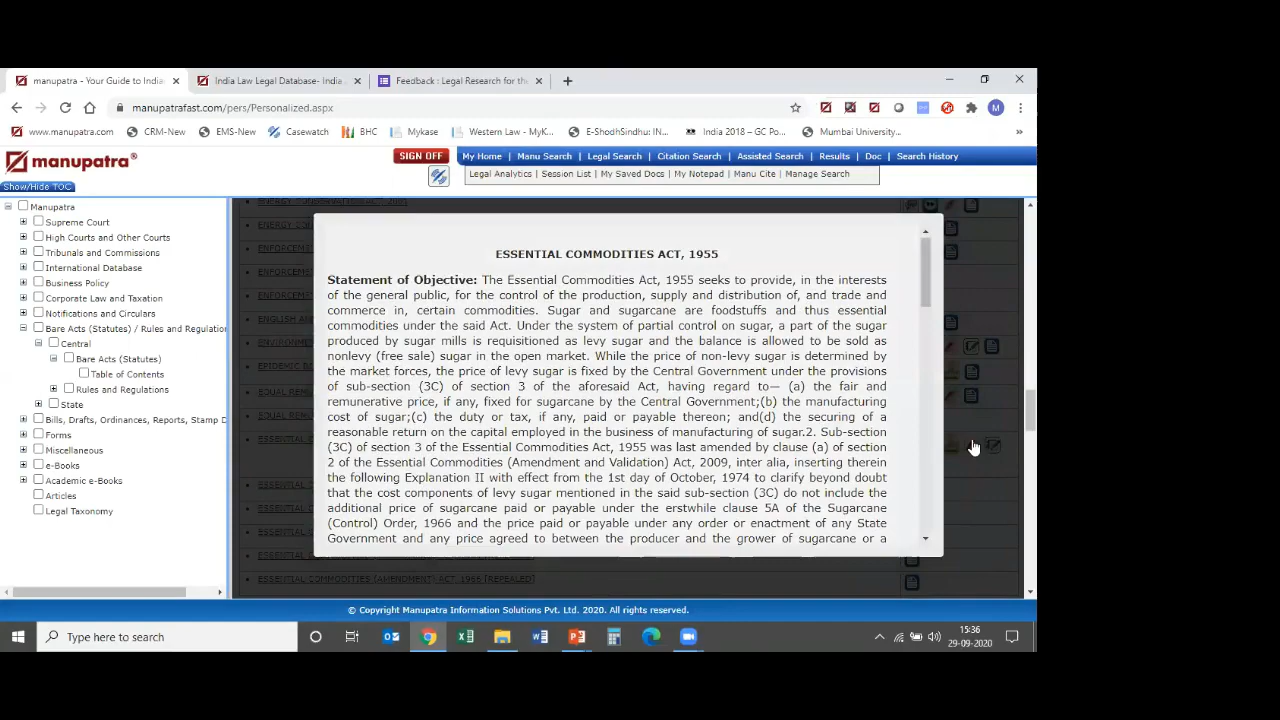 manupatra - Your Guide to India
India Law Legal Database- India
Feedback : Legal Research for the
manupatrafast.com/pers/Personalized.aspx
M
www.manupatra.com
CRM-New
EMS-New
Casewatch
BHC
Mykase
Western Law - MyK...
E-ShodhSindhu: IN...
India 2018 – GC Po...
Mumbai University...
»
manupatra®
SIGN OFF
My Home | Manu Search | Legal Search | Citation Search | Assisted Search | Results | Doc | Search History
Legal Analytics | Session List | My Saved Docs | My Notepad | Manu Cite | Manage Search
Show/Hide TOC
Manupatra
Supreme Court
High Courts and Other Courts
Tribunals and Commissions
International Database
Business Policy
Corporate Law and Taxation
Notifications and Circulars
Bare Acts (Statutes) / Rules and Regulation
Central
Bare Acts (Statutes)
Table of Contents
Rules and Regulations
State
Bills, Drafts, Ordinances, Reports, Stamp D
Forms
Miscellaneous
e-Books
Academic e-Books
Articles
Legal Taxonomy
ENERGY CO
ENFORCEMEN
ENFORCEMEN
ENFORCEMEN
ENGLISH AN
ENVIRONME
EPIDEMIC D
EQUAL REM
EQUAL REM
ESSENTIAL C
ESSENTIAL
ESSENTIAL
ESSENTIAL
ESSENTIAL COMMODITIES (AMENDMENT) ACT, 1966 [REPEALED]
ESSENTIAL COMMODITIES ACT, 1955
Statement of Objective: The Essential Commodities Act, 1955 seeks to provide, in the interests
of the general public, for the control of the production, supply and distribution of, and trade and
commerce in, certain commodities. Sugar and sugarcane are foodstuffs and thus essential
commodities under the said Act. Under the system of partial control on sugar, a part of the sugar
produced by sugar mills is requisitioned as levy sugar and the balance is allowed to be sold as
nonlevy (free sale) sugar in the open market. While the price of non-levy sugar is determined by
the market forces, the price of levy sugar is fixed by the Central Government under the provisions
of sub-section (3C) of section 3 of the aforesaid Act, having regard to— (a) the fair and
remunerative price, if any, fixed for sugarcane by the Central Government;(b) the manufacturing
cost of sugar;(c) the duty or tax, if any, paid or payable thereon; and(d) the securing of a
reasonable return on the capital employed in the business of manufacturing of sugar.2. Sub-section
(3C) of section 3 of the Essential Commodities Act, 1955 was last amended by clause (a) of section
2 of the Essential Commodities (Amendment and Validation) Act, 2009, inter alia, inserting therein
the following Explanation II with effect from the 1st day of October, 1974 to clarify beyond doubt
that the cost components of levy sugar mentioned in the said sub-section (3C) do not include the
additional price of sugarcane paid or payable under the erstwhile clause 5A of the Sugarcane
(Control) Order, 1966 and the price paid or payable under any order or enactment of any State
Government and any price agreed to between the producer and the grower of sugarcane or a
© Copyright Manupatra Information Solutions Pvt. Ltd. 2020. All rights reserved.
Type here to search
15:36
29-09-2020